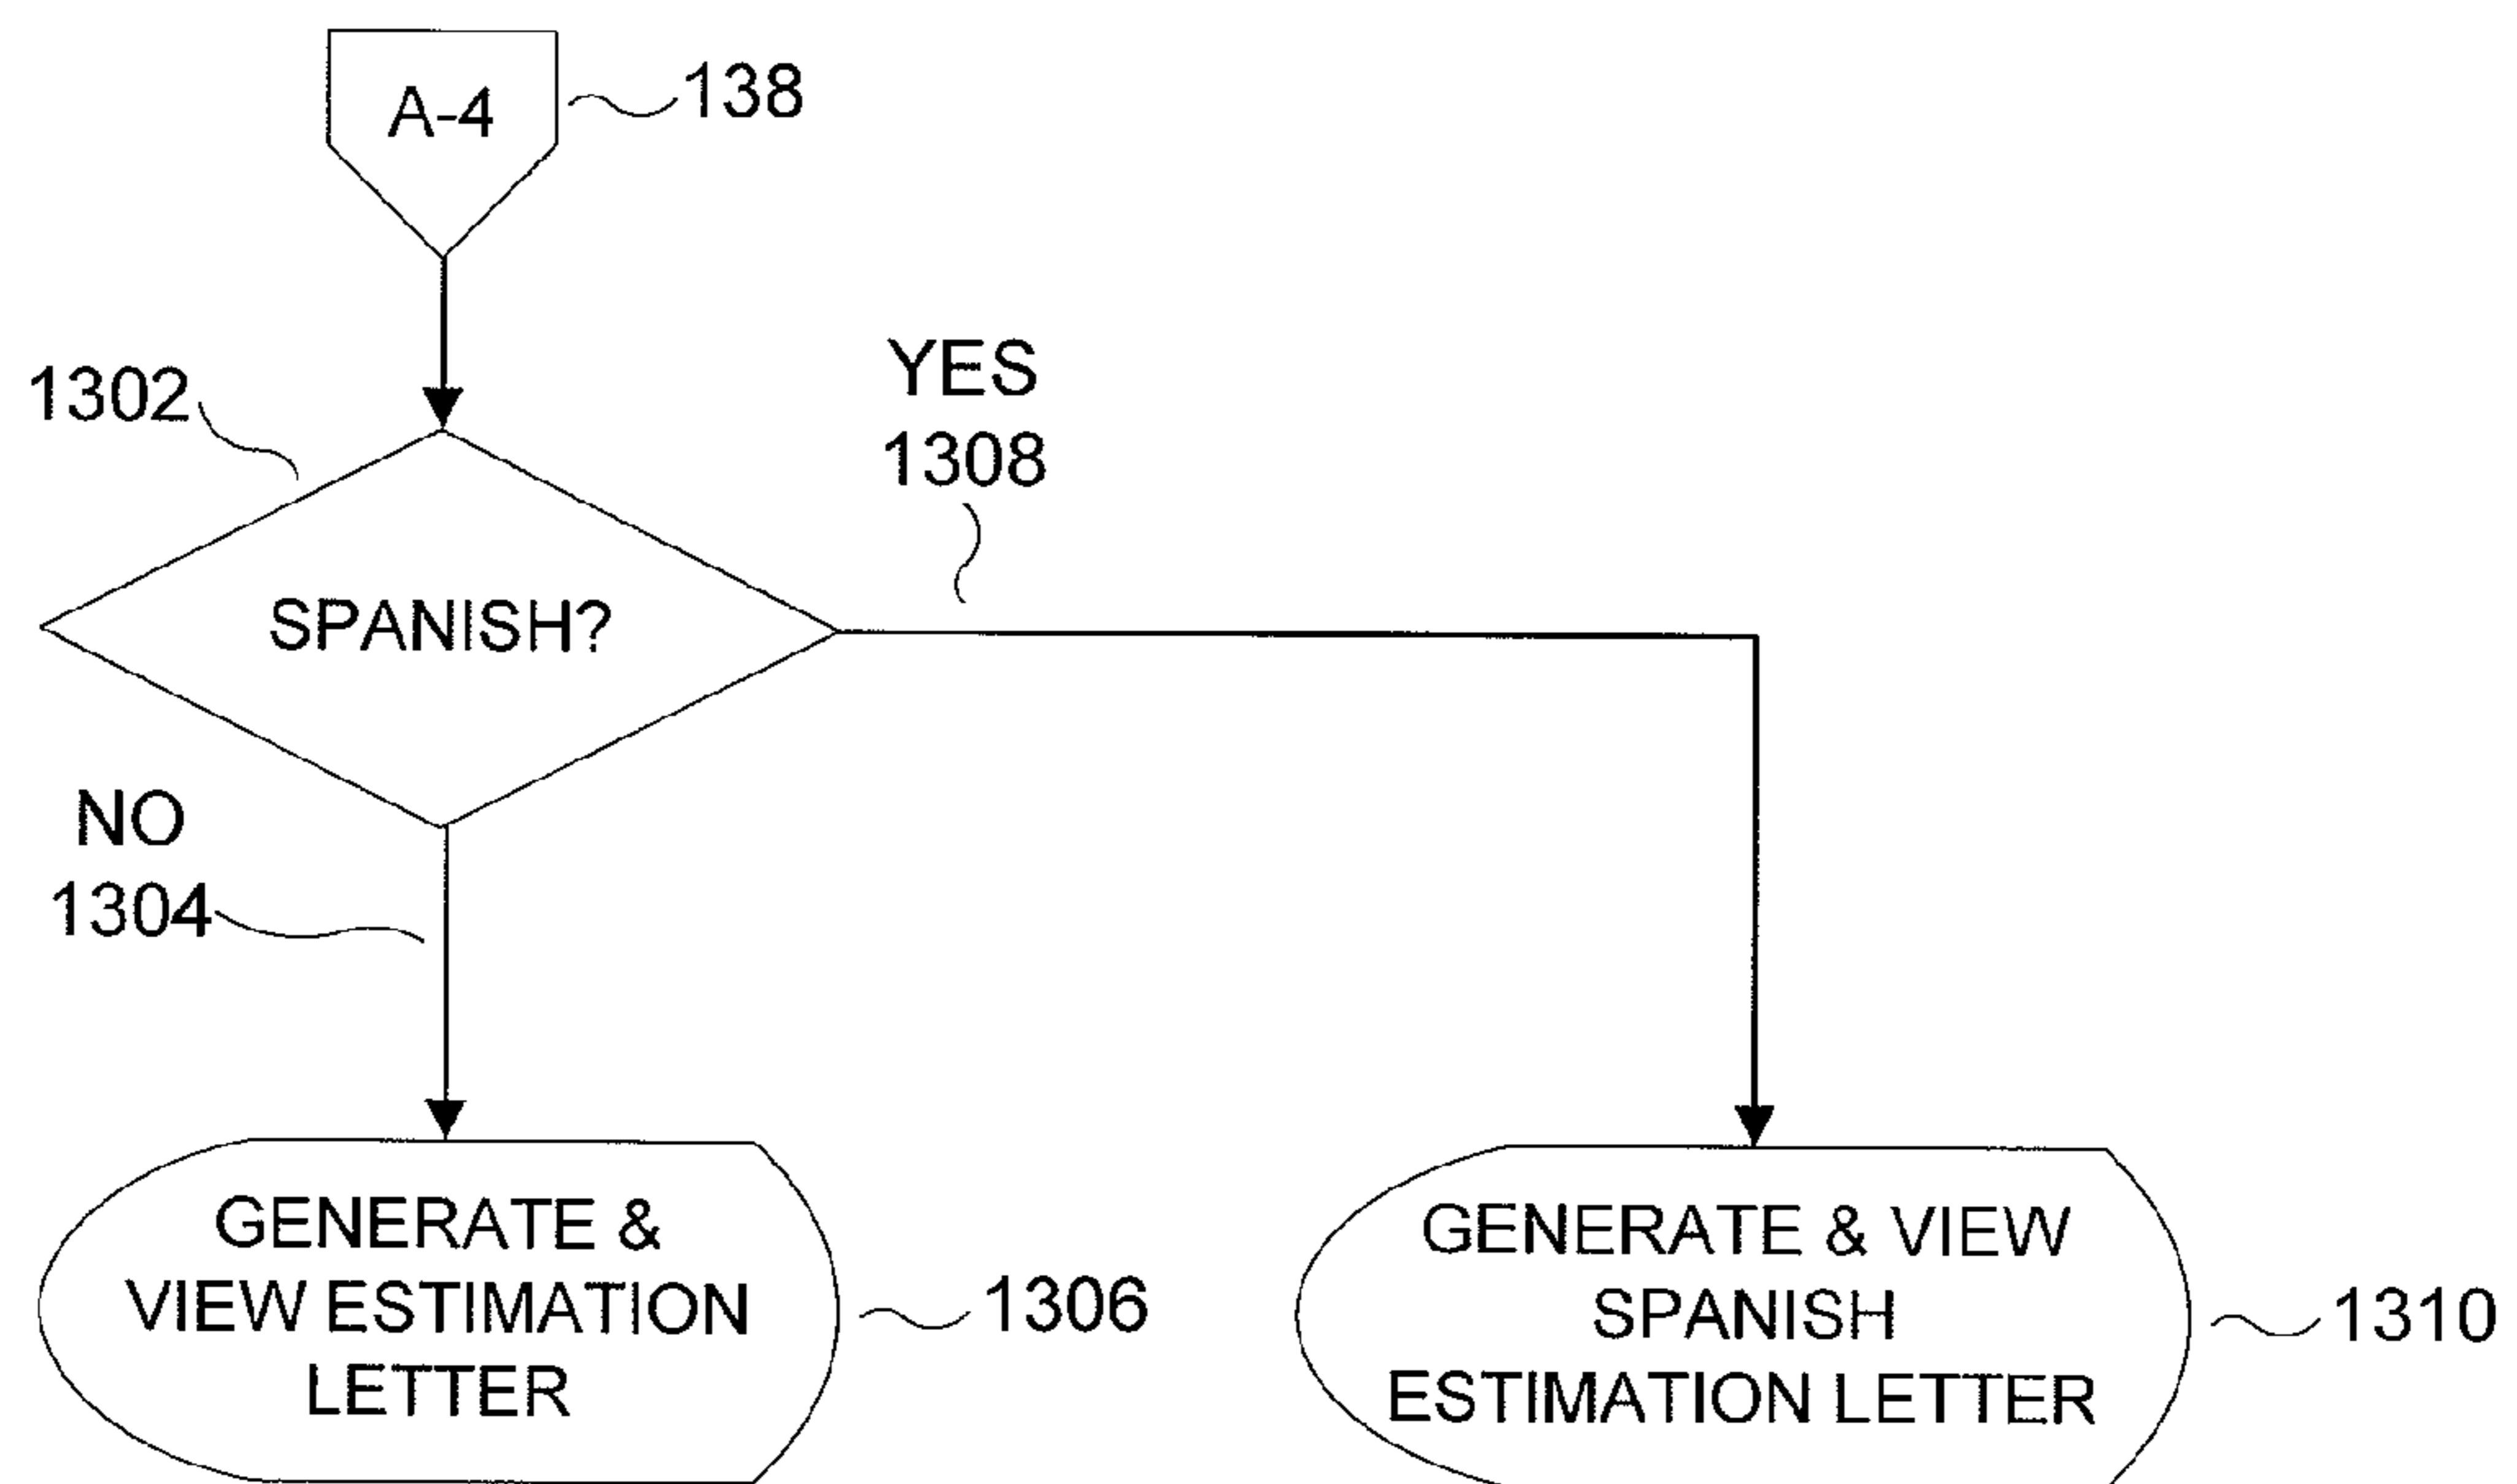 A-4
138
1302
YES
1308
SPANISH?
NO
1304
GENERATE &
VIEW ESTIMATION
LETTER
1306
GENERATE & VIEW
SPANISH
ESTIMATION LETTER
1310